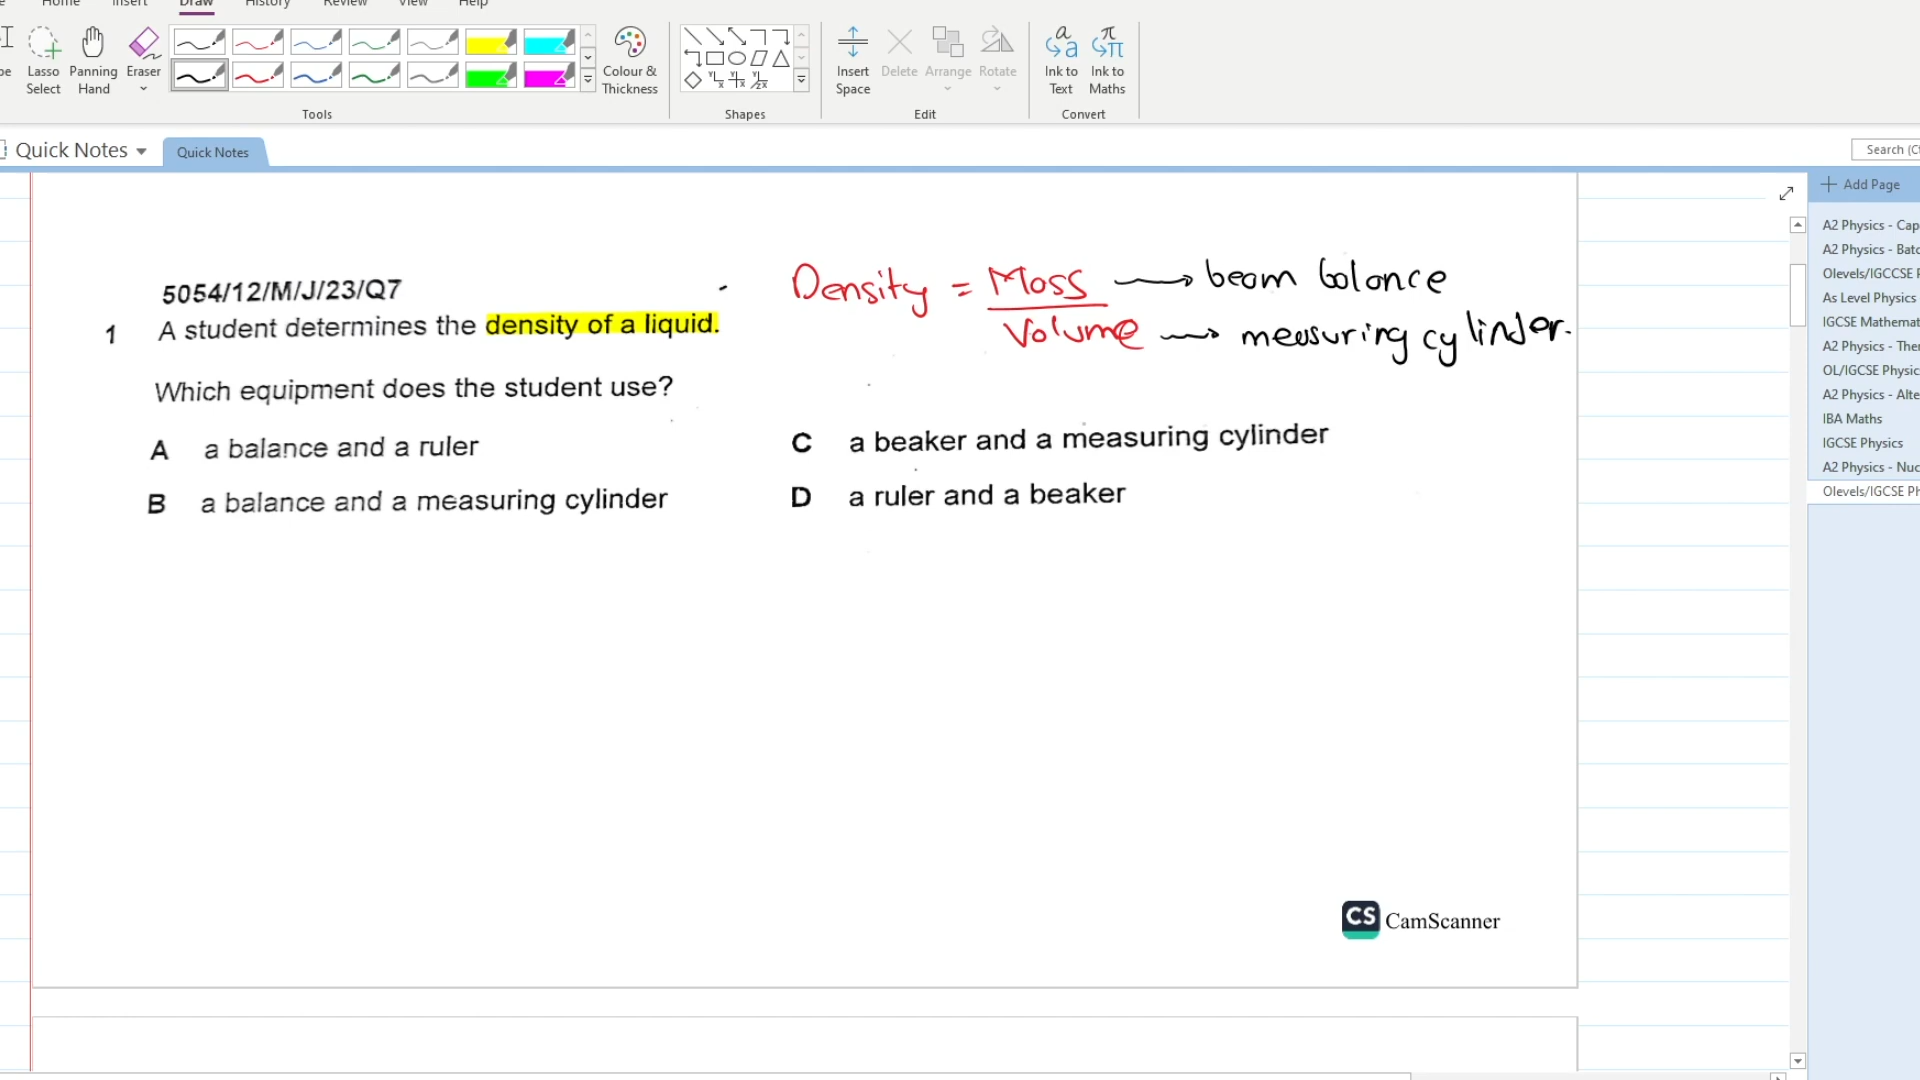 Home Insert Draw History Review View Help
Lasso Select
Panning Hand
Eraser
Colour & Thickness
Insert Space
Delete
Arrange
Rotate
Ink to Text
Ink to Maths
Tools
Shapes
Edit
Convert
Quick Notes
Quick Notes
Search (Ct
Add Page
A2 Physics - Cap
A2 Physics - Batc
Olevels/IGCCSE P
As Level Physics
IGCSE Mathemat
A2 Physics - Ther
OL/IGCSE Physic
A2 Physics - Alte
IBA Maths
IGCSE Physics
A2 Physics - Nuc
Olevels/IGCSE Ph
5054/12/M/J/23/Q7
1 A student determines the density of a liquid.
Density = Mass → beam balance
Volume → measuring cylinder.
Which equipment does the student use?
A a balance and a ruler
B a balance and a measuring cylinder
C a beaker and a measuring cylinder
D a ruler and a beaker
CS CamScanner